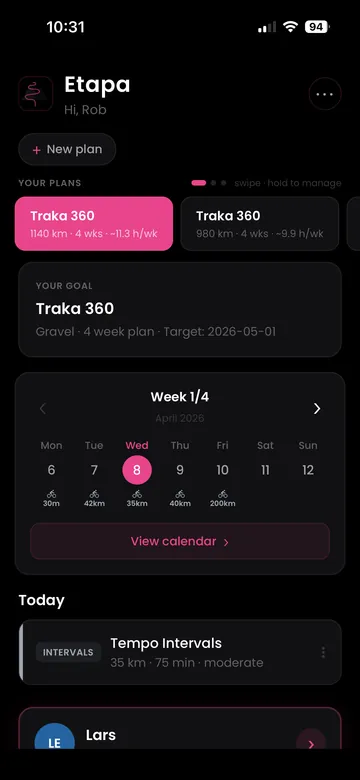 10:31
94
Etapa
Hi, Rob
+ New plan
YOUR PLANS
swipe · hold to manage
Traka 360
1140 km · 4 wks · ~11.3 h/wk
Traka 360
980 km · 4 wks · ~9.9 h/wk
YOUR GOAL
Traka 360
Gravel · 4 week plan · Target: 2026-05-01
Week 1/4
April 2026
Mon Tue Wed Thu Fri Sat Sun
6 7 8 9 10 11 12
30m 42km 35km 40km 200km
View calendar ›
Today
INTERVALS
Tempo Intervals
35 km · 75 min · moderate
LE
Lars